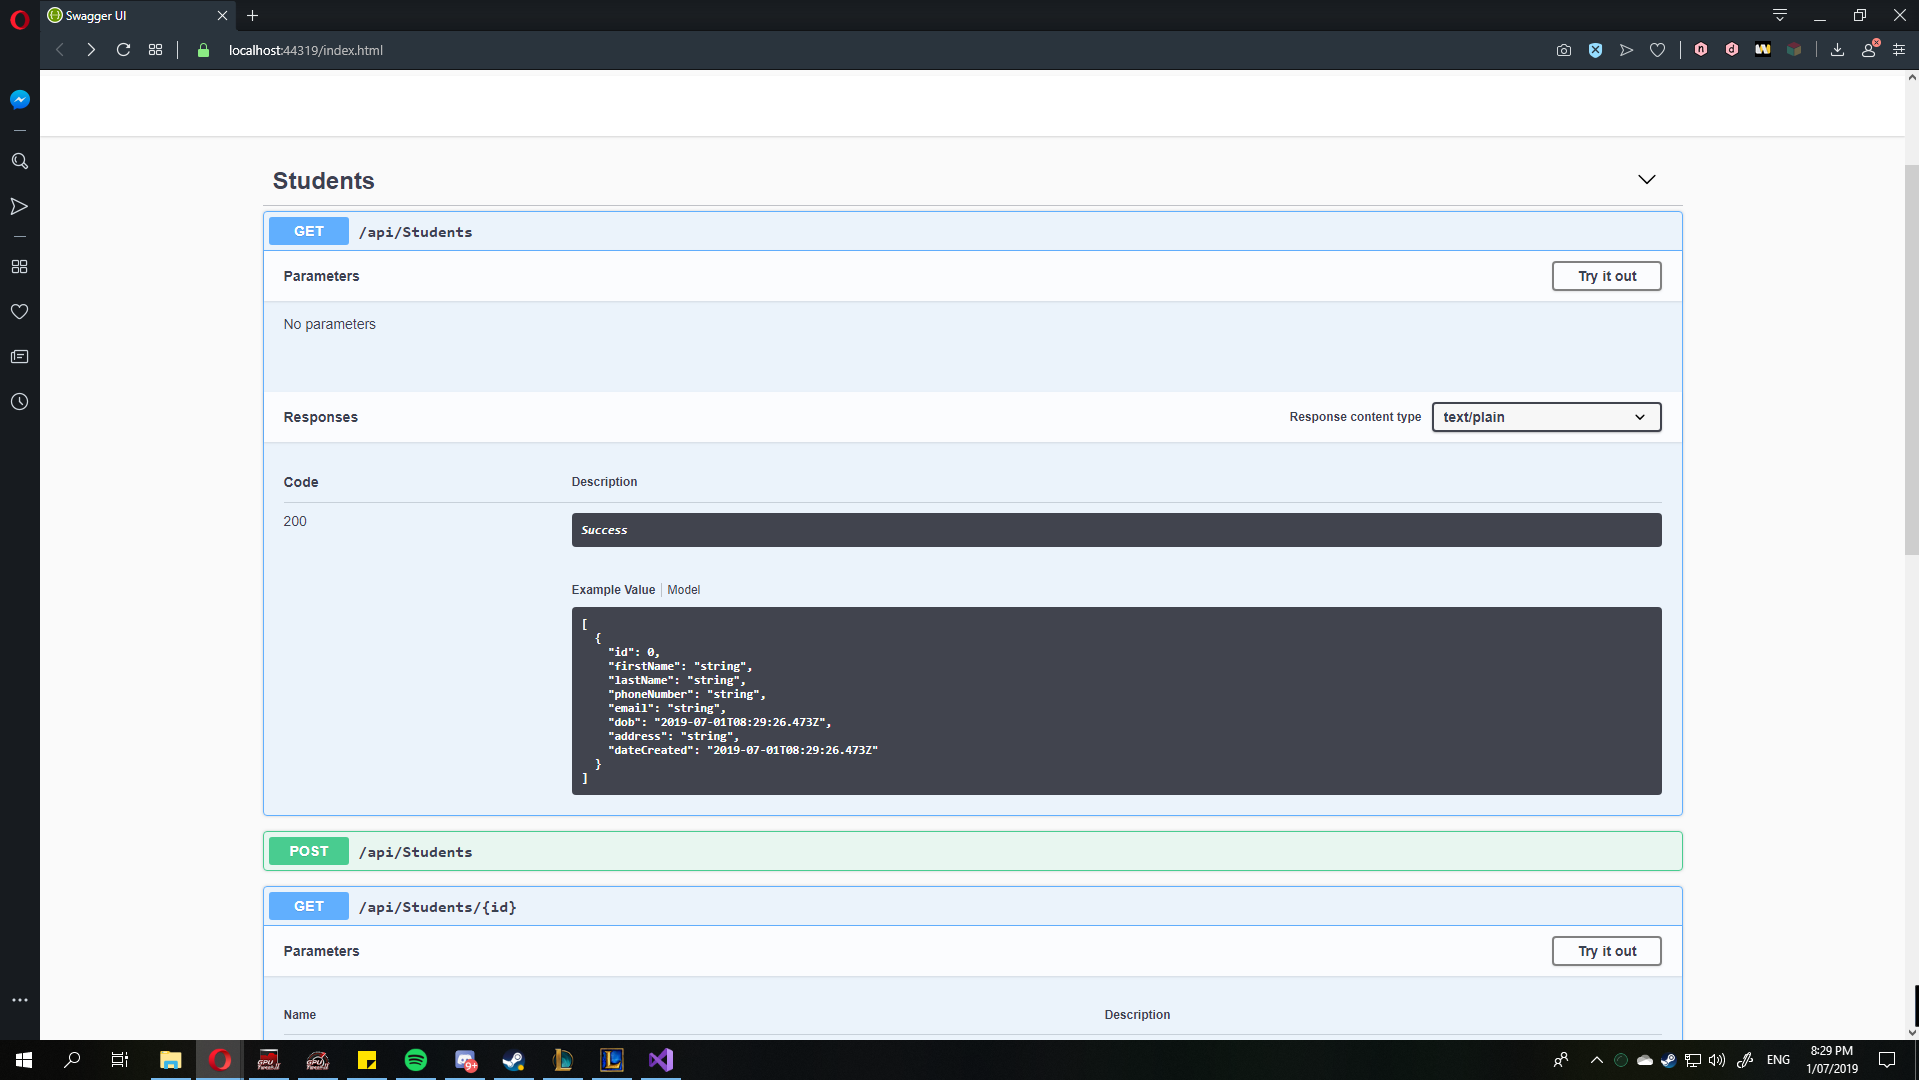 Swagger UI
localhost:44319/index.html
Students
GET /api/Students
Parameters
Try it out
No parameters
Responses
Response content type
text/plain
Code
Description
200
Success
Example Value | Model
[
  {
    "id": 0,
    "firstName": "string",
    "lastName": "string",
    "phoneNumber": "string",
    "email": "string",
    "dob": "2019-07-01T08:29:26.473Z",
    "address": "string",
    "dateCreated": "2019-07-01T08:29:26.473Z"
  }
]
POST /api/Students
GET /api/Students/{id}
Parameters
Try it out
Name
Description
9+
ENG
8:29 PM
1/07/2019